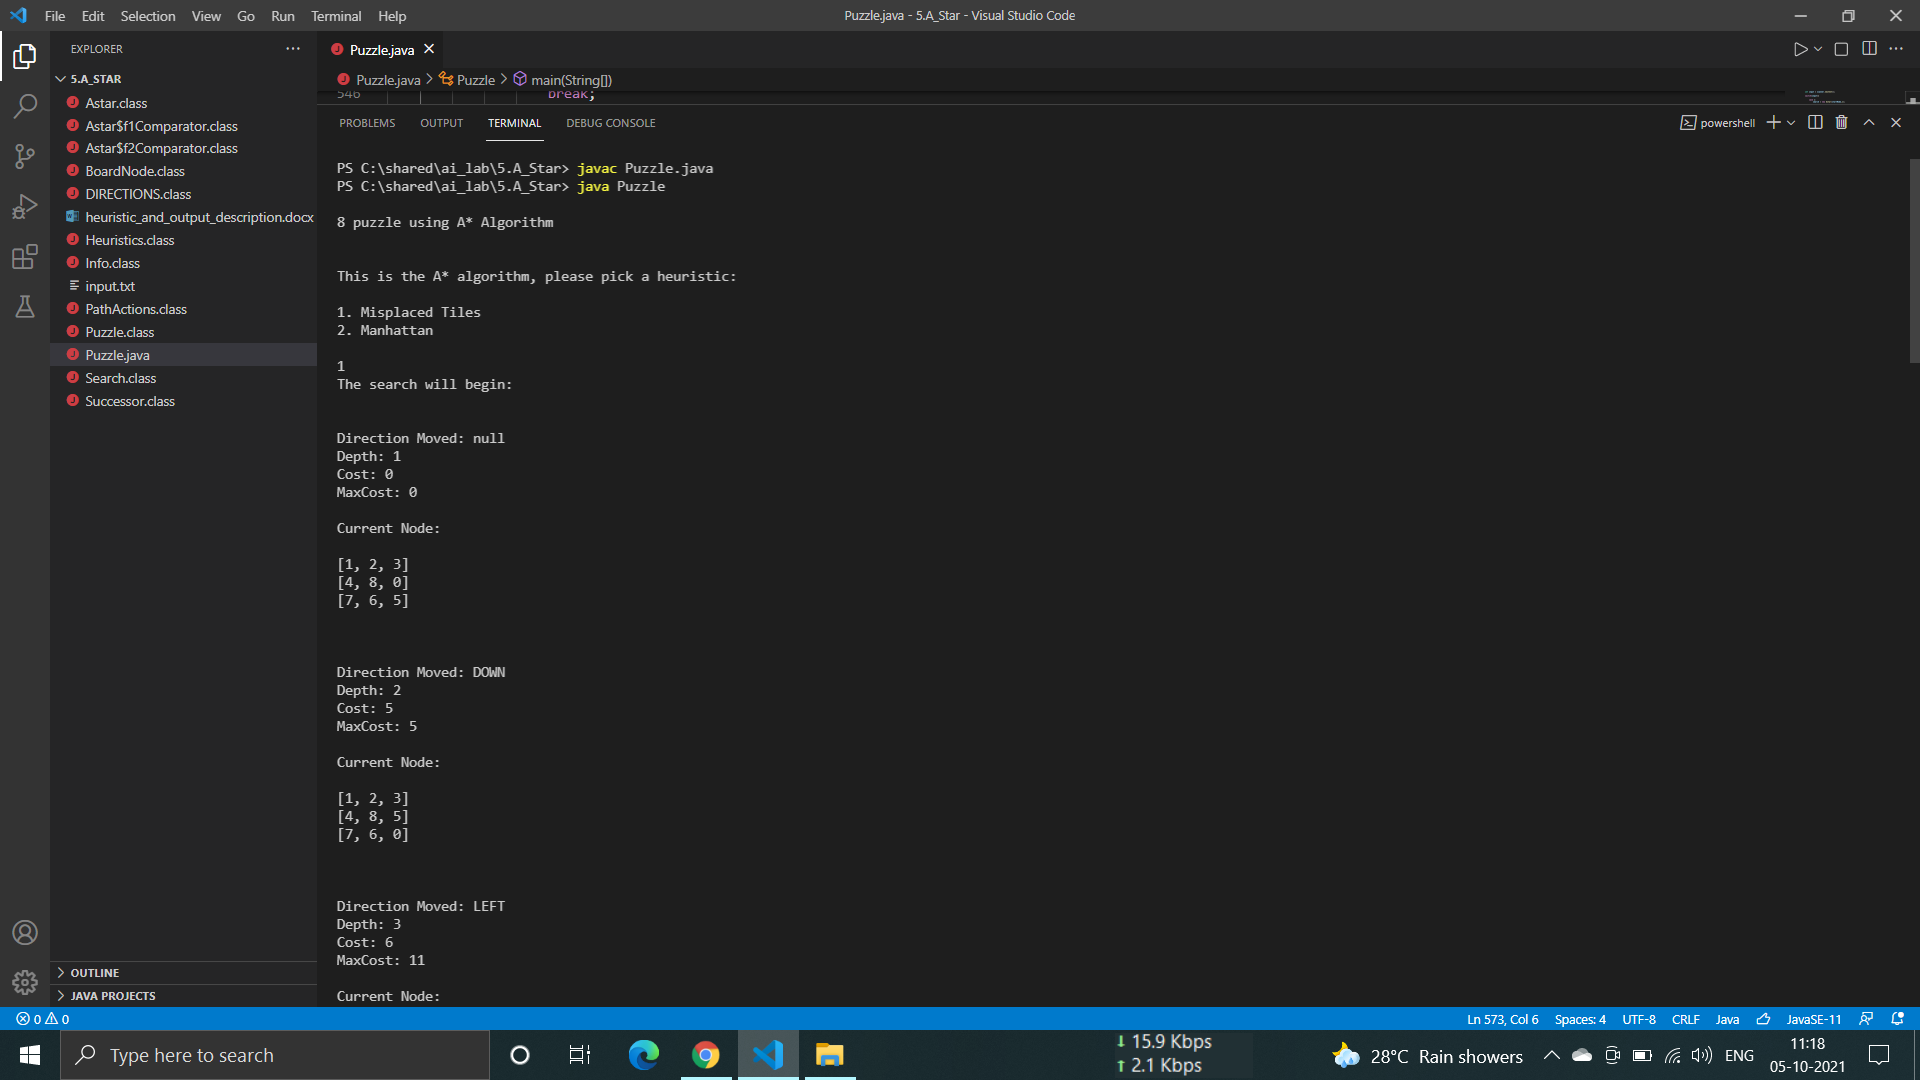 File Edit Selection View Go Run Terminal Help
Puzzle.java - 5.A_Star - Visual Studio Code
EXPLORER
5.A_STAR
Astar.class
Astar$f1Comparator.class
Astar$f2Comparator.class
BoardNode.class
DIRECTIONS.class
heuristic_and_output_description.docx
Heuristics.class
Info.class
input.txt
PathActions.class
Puzzle.class
Puzzle.java
Search.class
Successor.class
OUTLINE
JAVA PROJECTS
Puzzle.java
Puzzle.java > Puzzle > main(String[])
546 break;
PROBLEMS OUTPUT TERMINAL DEBUG CONSOLE
powershell
PS C:\shared\ai_lab\5.A_Star> javac Puzzle.java
PS C:\shared\ai_lab\5.A_Star> java Puzzle
8 puzzle using A* Algorithm
This is the A* algorithm, please pick a heuristic:
1. Misplaced Tiles
2. Manhattan
1
The search will begin:
Direction Moved: null
Depth: 1
Cost: 0
MaxCost: 0
Current Node:
[1, 2, 3]
[4, 8, 0]
[7, 6, 5]
Direction Moved: DOWN
Depth: 2
Cost: 5
MaxCost: 5
Current Node:
[1, 2, 3]
[4, 8, 5]
[7, 6, 0]
Direction Moved: LEFT
Depth: 3
Cost: 6
MaxCost: 11
Current Node:
0 0
Ln 573, Col 6 Spaces: 4 UTF-8 CRLF Java JavaSE-11
Type here to search
15.9 Kbps
2.1 Kbps
28°C Rain showers
ENG
11:18
05-10-2021